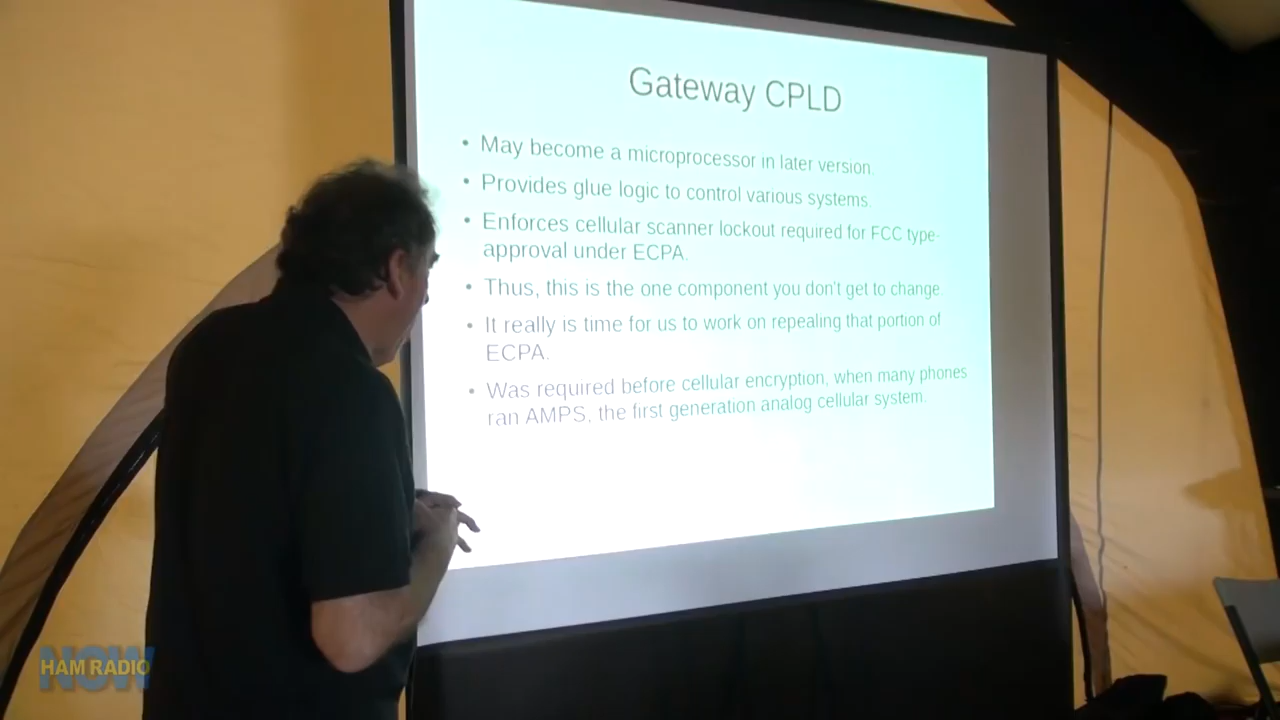 Gateway CPLD
• May become a microprocessor in later version.
• Provides glue logic to control various systems.
• Enforces cellular scanner lockout required for FCC type-
approval under ECPA.
• Thus, this is the one component you don't get to change.
• It really is time for us to work on repealing that portion of
ECPA.
• Was required before cellular encryption, when many phones
ran AMPS, the first generation analog cellular system.
NOW
HAM RADIO